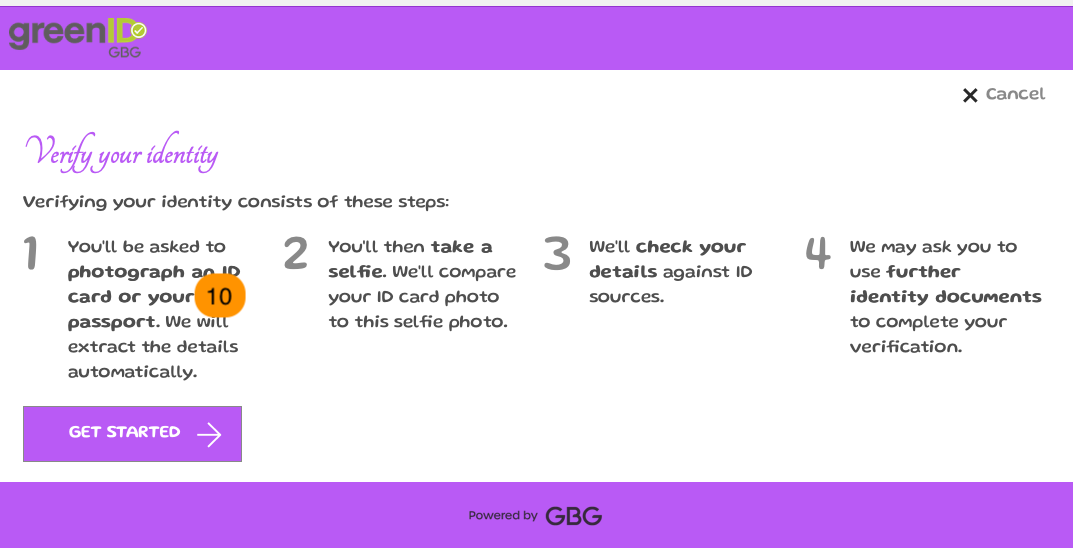 greenID
GBG
Cancel
Verify your identity
Verifying your identity consists of these steps:
1
You'll be asked to
photograph an ID
card or your
passport. We will
extract the details
automatically.
10
2
You'll then take a
selfie. We'll compare
your ID card photo
to this selfie photo.
3
We'll check your
details against ID
sources.
4
We may ask you to
use further
identity documents
to complete your
verification.
GET STARTED
Powered by GBG